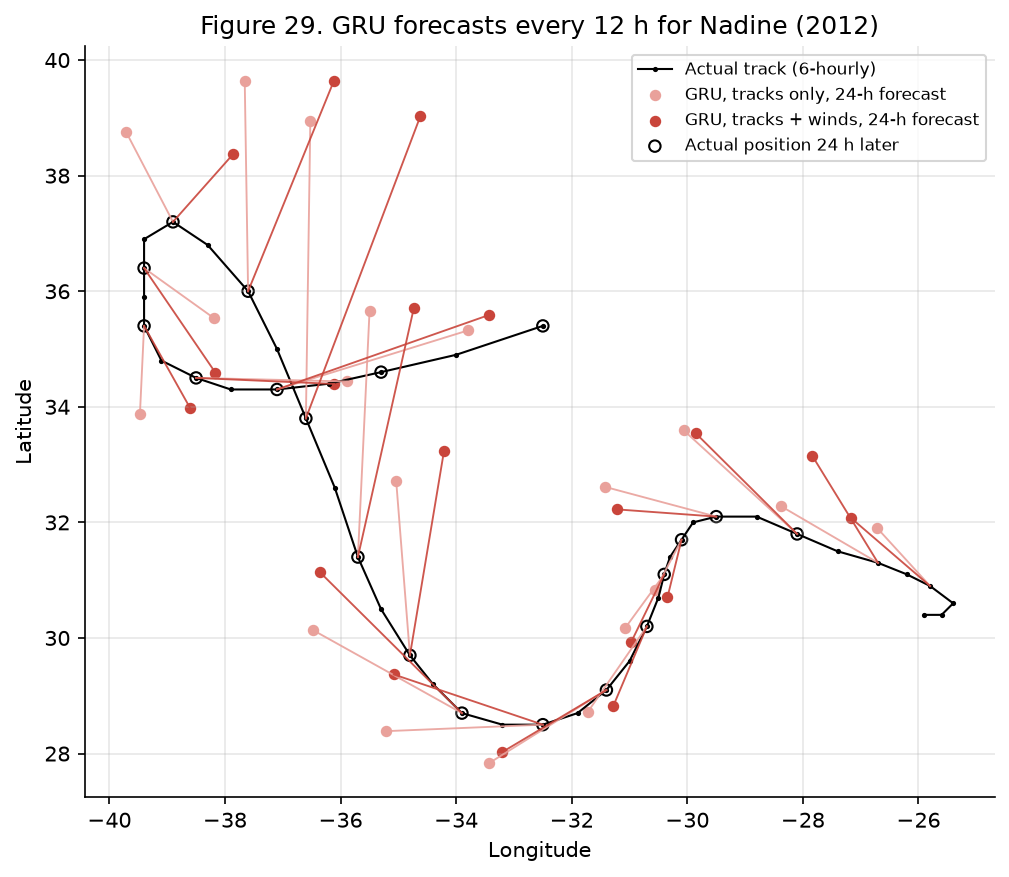 Figure 29. GRU forecasts every 12 h for Nadine (2012)
Actual track (6-hourly)
GRU, tracks only, 24-h forecast
GRU, tracks + winds, 24-h forecast
Actual position 24 h later
40
38
36
34
32
30
28
Latitude
−40 −38 −36 −34 −32 −30 −28 −26
Longitude